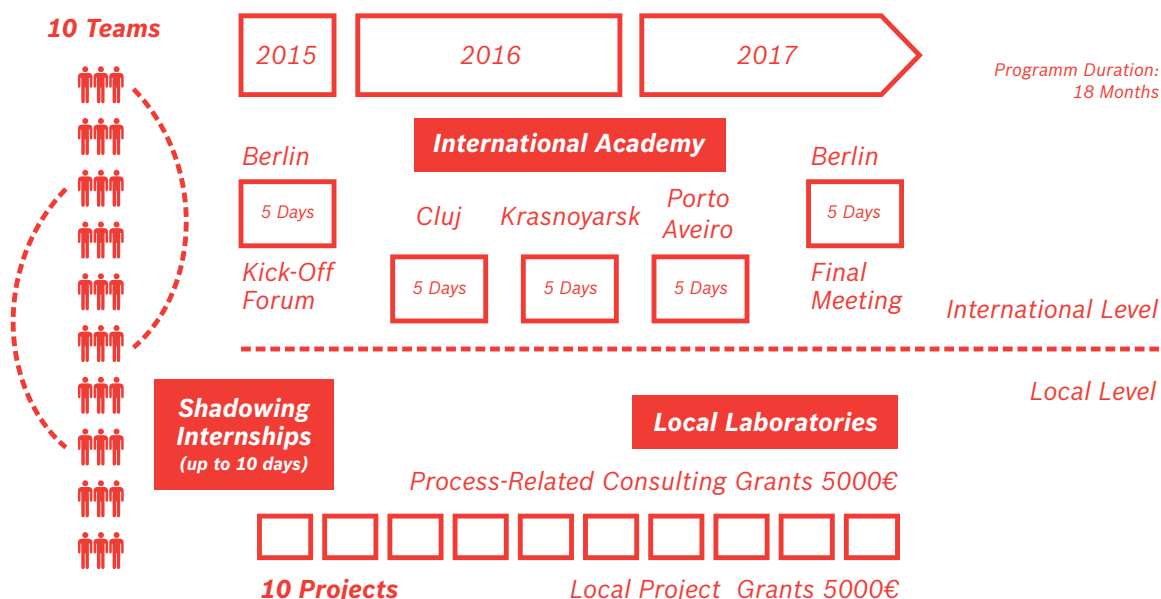 10 Teams
2015
2016
2017
Programm Duration:
18 Months
International Academy
Berlin
5 Days
Kick-Off
Forum
Cluj
5 Days
Krasnoyarsk
5 Days
Porto
Aveiro
5 Days
Berlin
5 Days
Final
Meeting
International Level
Local Level
Shadowing
Internships
(up to 10 days)
Local Laboratories
Process-Related Consulting Grants 5000€
10 Projects
Local Project Grants 5000€